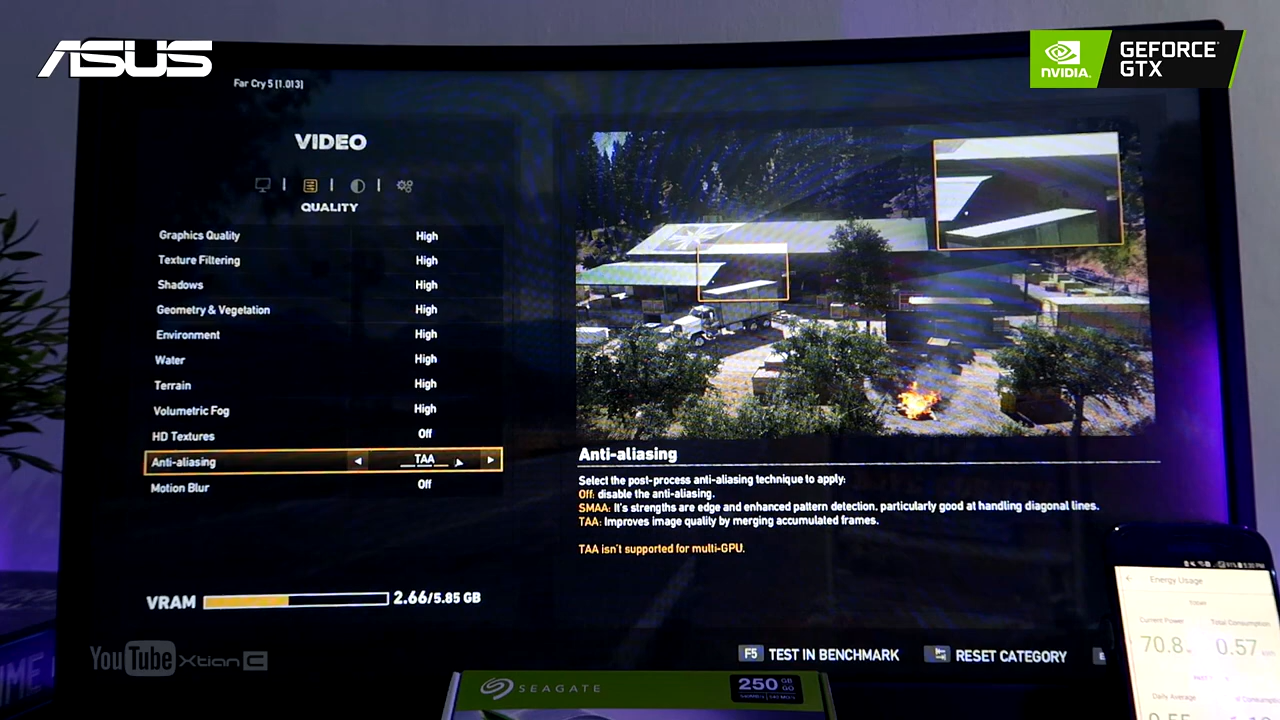 ASUS
NVIDIA.
GEFORCE
GTX
Far Cry 5 [1.013]
VIDEO
QUALITY
Graphics Quality High
Texture Filtering High
Shadows High
Geometry & Vegetation High
Environment High
Water High
Terrain High
Volumetric Fog High
HD Textures Off
Anti-aliasing TAA
Motion Blur Off
VRAM 2.66/5.85 GB
Anti-aliasing
Select the post-process anti-aliasing technique to apply:
Off: disable the anti-aliasing.
SMAA: It's strengths are edge and enhanced pattern detection, particularly good at handling diagonal lines.
TAA: Improves image quality by merging accumulated frames.
TAA isn't supported for multi-GPU.
F5 TEST IN BENCHMARK
RESET CATEGORY
YouTube Xtian C
SEAGATE
250 GB
GO
Energy Usage
Current Power Total Consumption
70.8 0.57
Daily Average